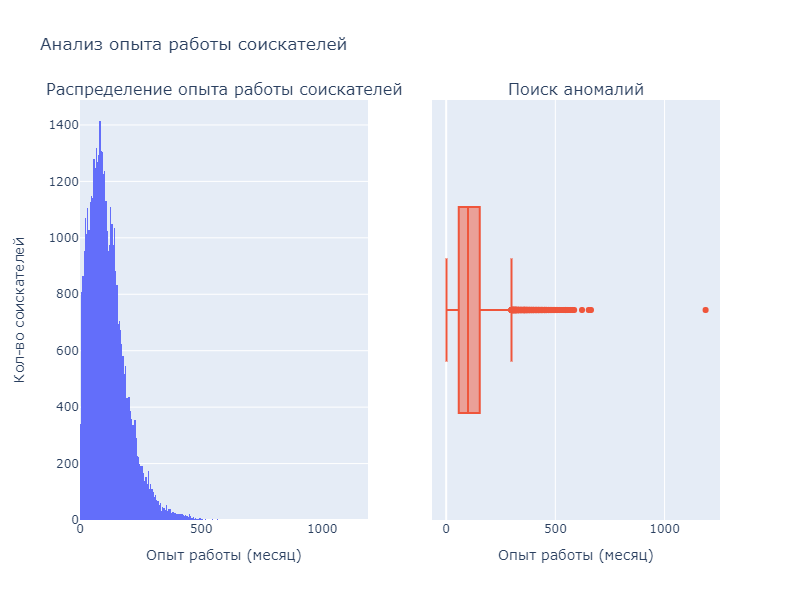 Анализ опыта работы соискателей
Распределение опыта работы соискателей
Поиск аномалий
1400
1200
1000
800
600
400
200
0
Кол-во соискателей
0 500 1000
Опыт работы (месяц)
0 500 1000
Опыт работы (месяц)